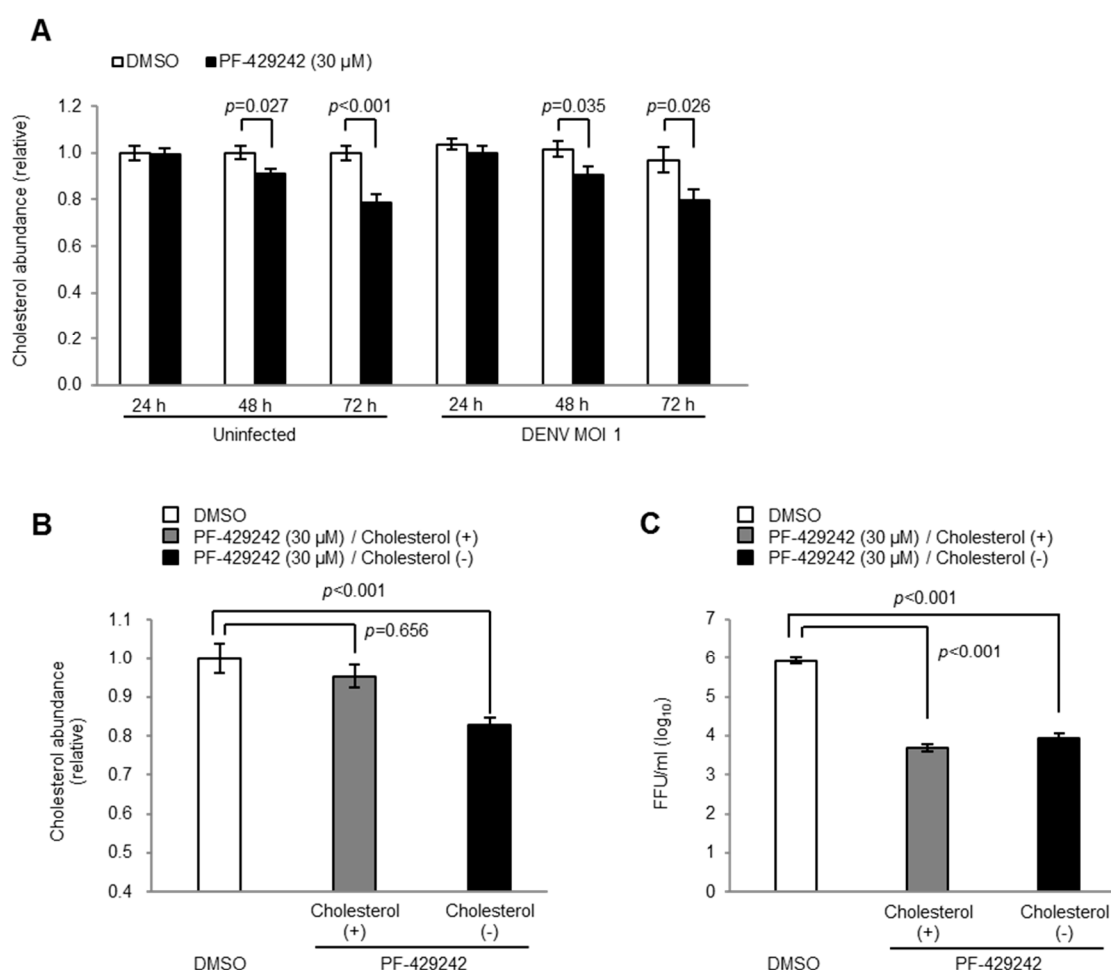 A
DMSO PF-429242 (30 µM)
p=0.027 p<0.001 p=0.035 p=0.026
Cholesterol abundance (relative)
1.2
1.0
0.8
0.6
0.4
0.2
0.0
24 h 48 h 72 h 24 h 48 h 72 h
Uninfected DENV MOI 1
B
DMSO
PF-429242 (30 µM) / Cholesterol (+)
PF-429242 (30 µM) / Cholesterol (-)
p<0.001
p=0.656
Cholesterol abundance
(relative)
1.1
1.0
0.9
0.8
0.7
0.6
0.5
0.4
Cholesterol Cholesterol
(+) (-)
DMSO PF-429242
C
DMSO
PF-429242 (30 µM) / Cholesterol (+)
PF-429242 (30 µM) / Cholesterol (-)
p<0.001
p<0.001
FFU/ml (log10)
7
6
5
4
3
2
1
0
Cholesterol Cholesterol
(+) (-)
DMSO PF-429242